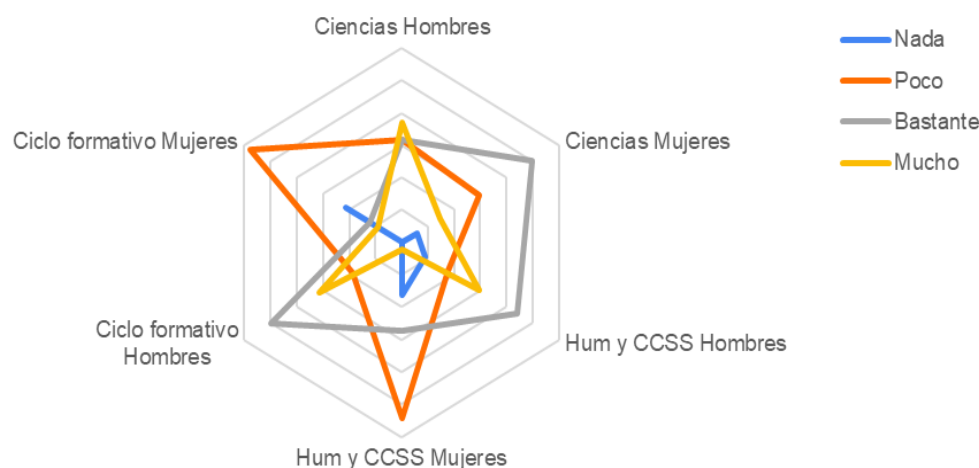 Ciencias Hombres
Nada
Poco
Bastante
Mucho
Ciclo formativo Mujeres
Ciencias Mujeres
Ciclo formativo
Hombres
Hum y CCSS Hombres
Hum y CCSS Mujeres